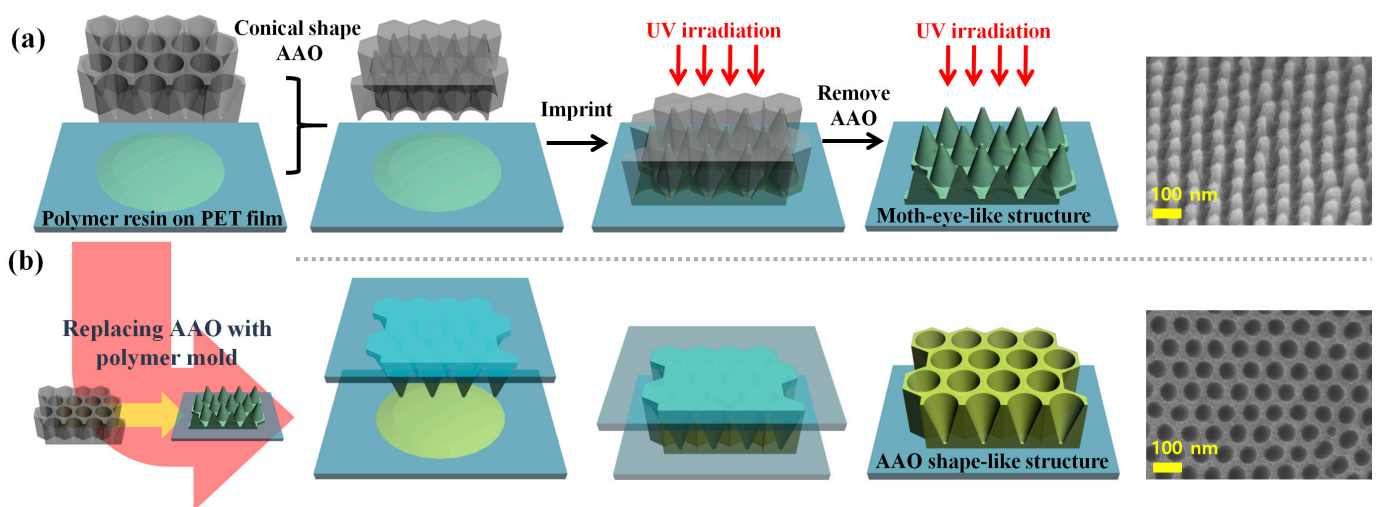 (a)
Conical shape
AAO
Polymer resin on PET film
Imprint
UV irradiation
Remove
AAO
UV irradiation
Moth-eye-like structure
100 nm
(b)
Replacing AAO with
polymer mold
AAO shape-like structure
100 nm